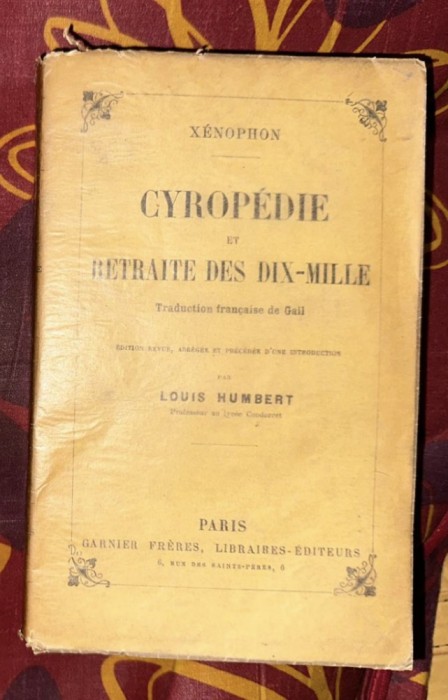 XÉNOPHON
CYROPÉDIE
ET
RETRAITE DES DIX-MILLE
Traduction française de Gail
ÉDITION REVUE, ABRÉGÉE ET PRÉCÉDÉE D'UNE INTRODUCTION
PAR
LOUIS HUMBERT
Professeur au lycée Condorcet
PARIS
GARNIER FRÈRES, LIBRAIRES-ÉDITEURS
6, RUE DES SAINTS-PÈRES, 6